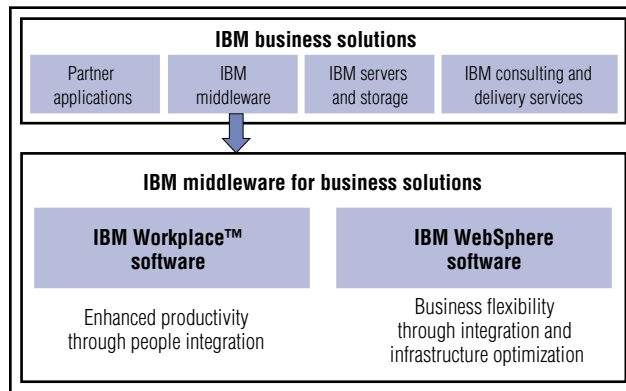 IBM business solutions
Partner
applications
IBM
middleware
IBM servers
and storage
IBM consulting and
delivery services
IBM middleware for business solutions
IBM Workplace™
software
Enhanced productivity
through people integration
IBM WebSphere
software
Business flexibility
through integration and
infrastructure optimization